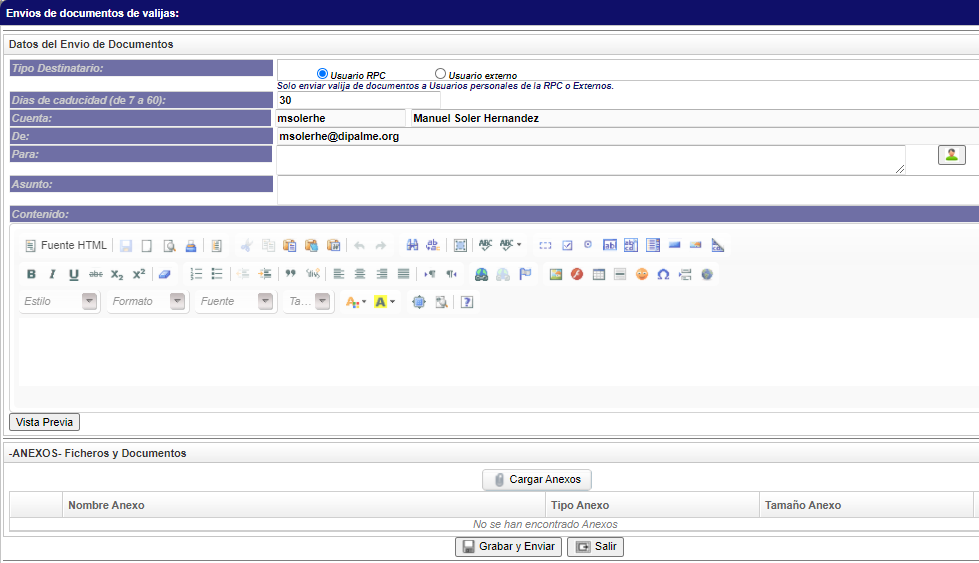 Envios de documentos de valijas:
Datos del Envio de Documentos
Tipo Destinatario:
Usuario RPC Usuario externo
Solo enviar valija de documentos a Usuarios personales de la RPC o Externos.
Dias de caducidad (de 7 a 60): 30
Cuenta: msolerhe Manuel Soler Hernandez
De: msolerhe@dipalme.org
Para:
Asunto:
Contenido:
Fuente HTML
Estilo Formato Fuente Ta...
Vista Previa
-ANEXOS- Ficheros y Documentos
Cargar Anexos
Nombre Anexo Tipo Anexo Tamaño Anexo
No se han encontrado Anexos
Grabar y Enviar Salir